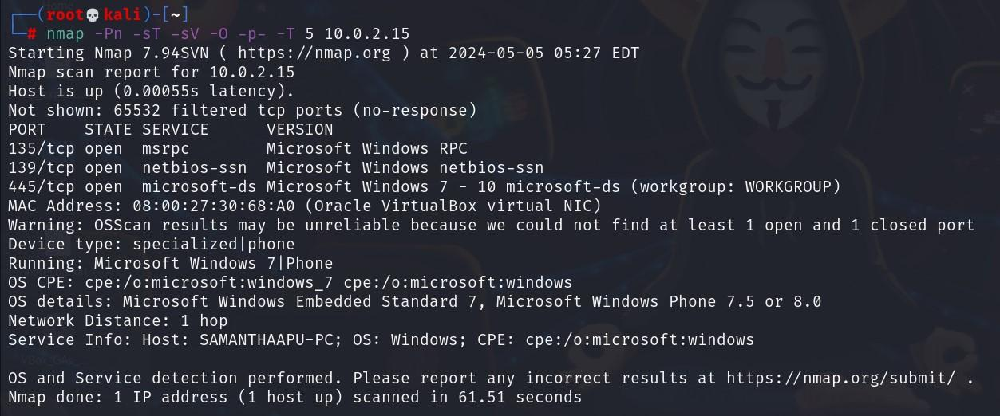 ┌──(root💀kali)-[~]
└─# nmap -Pn -sT -sV -O -p- -T 5 10.0.2.15
Starting Nmap 7.94SVN ( https://nmap.org ) at 2024-05-05 05:27 EDT
Nmap scan report for 10.0.2.15
Host is up (0.00055s latency).
Not shown: 65532 filtered tcp ports (no-response)
PORT    STATE SERVICE      VERSION
135/tcp open  msrpc        Microsoft Windows RPC
139/tcp open  netbios-ssn  Microsoft Windows netbios-ssn
445/tcp open  microsoft-ds Microsoft Windows 7 - 10 microsoft-ds (workgroup: WORKGROUP)
MAC Address: 08:00:27:30:68:A0 (Oracle VirtualBox virtual NIC)
Warning: OSScan results may be unreliable because we could not find at least 1 open and 1 closed port
Device type: specialized|phone
Running: Microsoft Windows 7|Phone
OS CPE: cpe:/o:microsoft:windows_7 cpe:/o:microsoft:windows
OS details: Microsoft Windows Embedded Standard 7, Microsoft Windows Phone 7.5 or 8.0
Network Distance: 1 hop
Service Info: Host: SAMANTHAAPU-PC; OS: Windows; CPE: cpe:/o:microsoft:windows
OS and Service detection performed. Please report any incorrect results at https://nmap.org/submit/ .
Nmap done: 1 IP address (1 host up) scanned in 61.51 seconds
Home